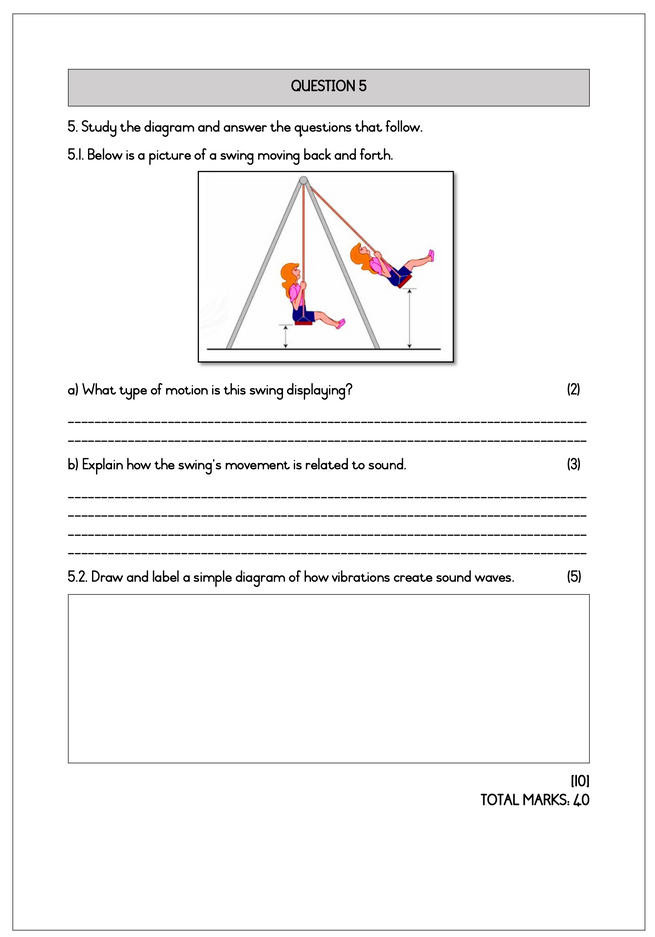 QUESTION 5
5. Study the diagram and answer the questions that follow.
5.1. Below is a picture of a swing moving back and forth.
a) What type of motion is this swing displaying? (2)
b) Explain how the swing's movement is related to sound. (3)
5.2. Draw and label a simple diagram of how vibrations create sound waves. (5)
[10]
TOTAL MARKS: 40